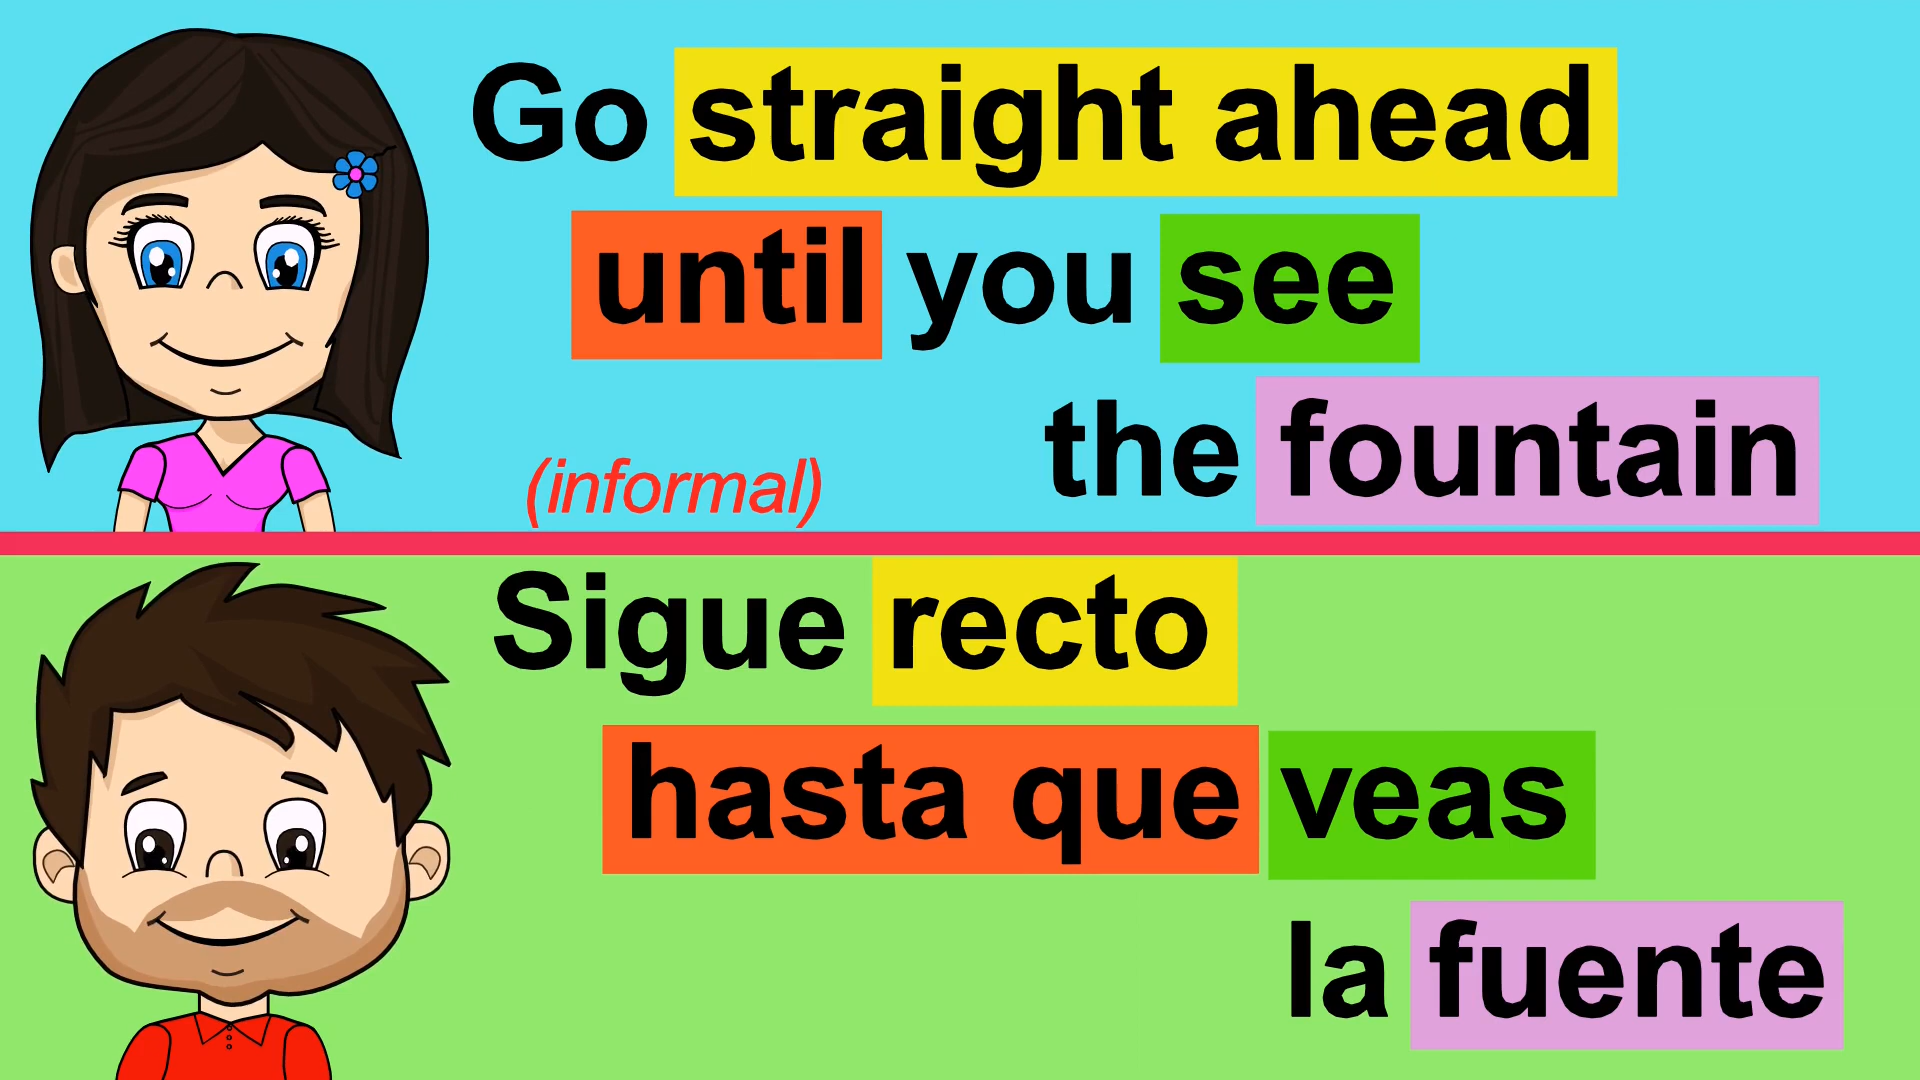 Go straight ahead
until you see
the fountain
(informal)
Sigue recto
hasta que veas
la fuente